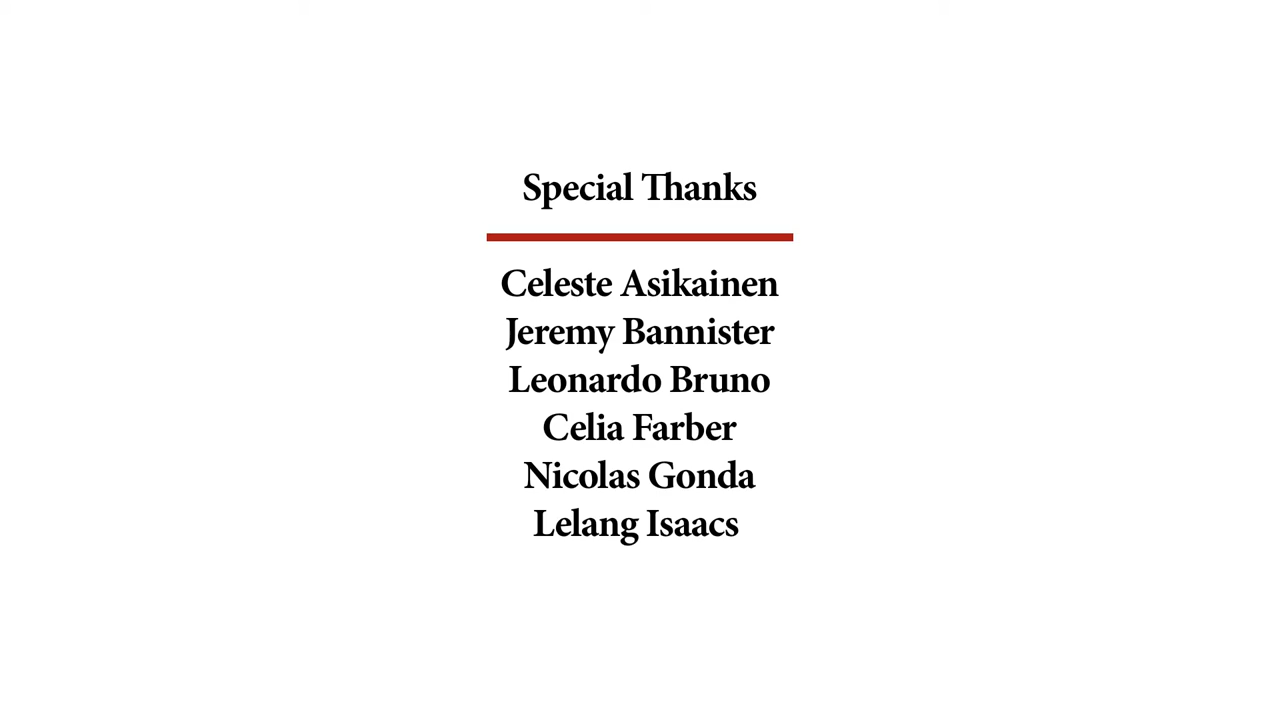 Special Thanks
Celeste Asikainen
Jeremy Bannister
Leonardo Bruno
Celia Farber
Nicolas Gonda
Lelang Isaacs